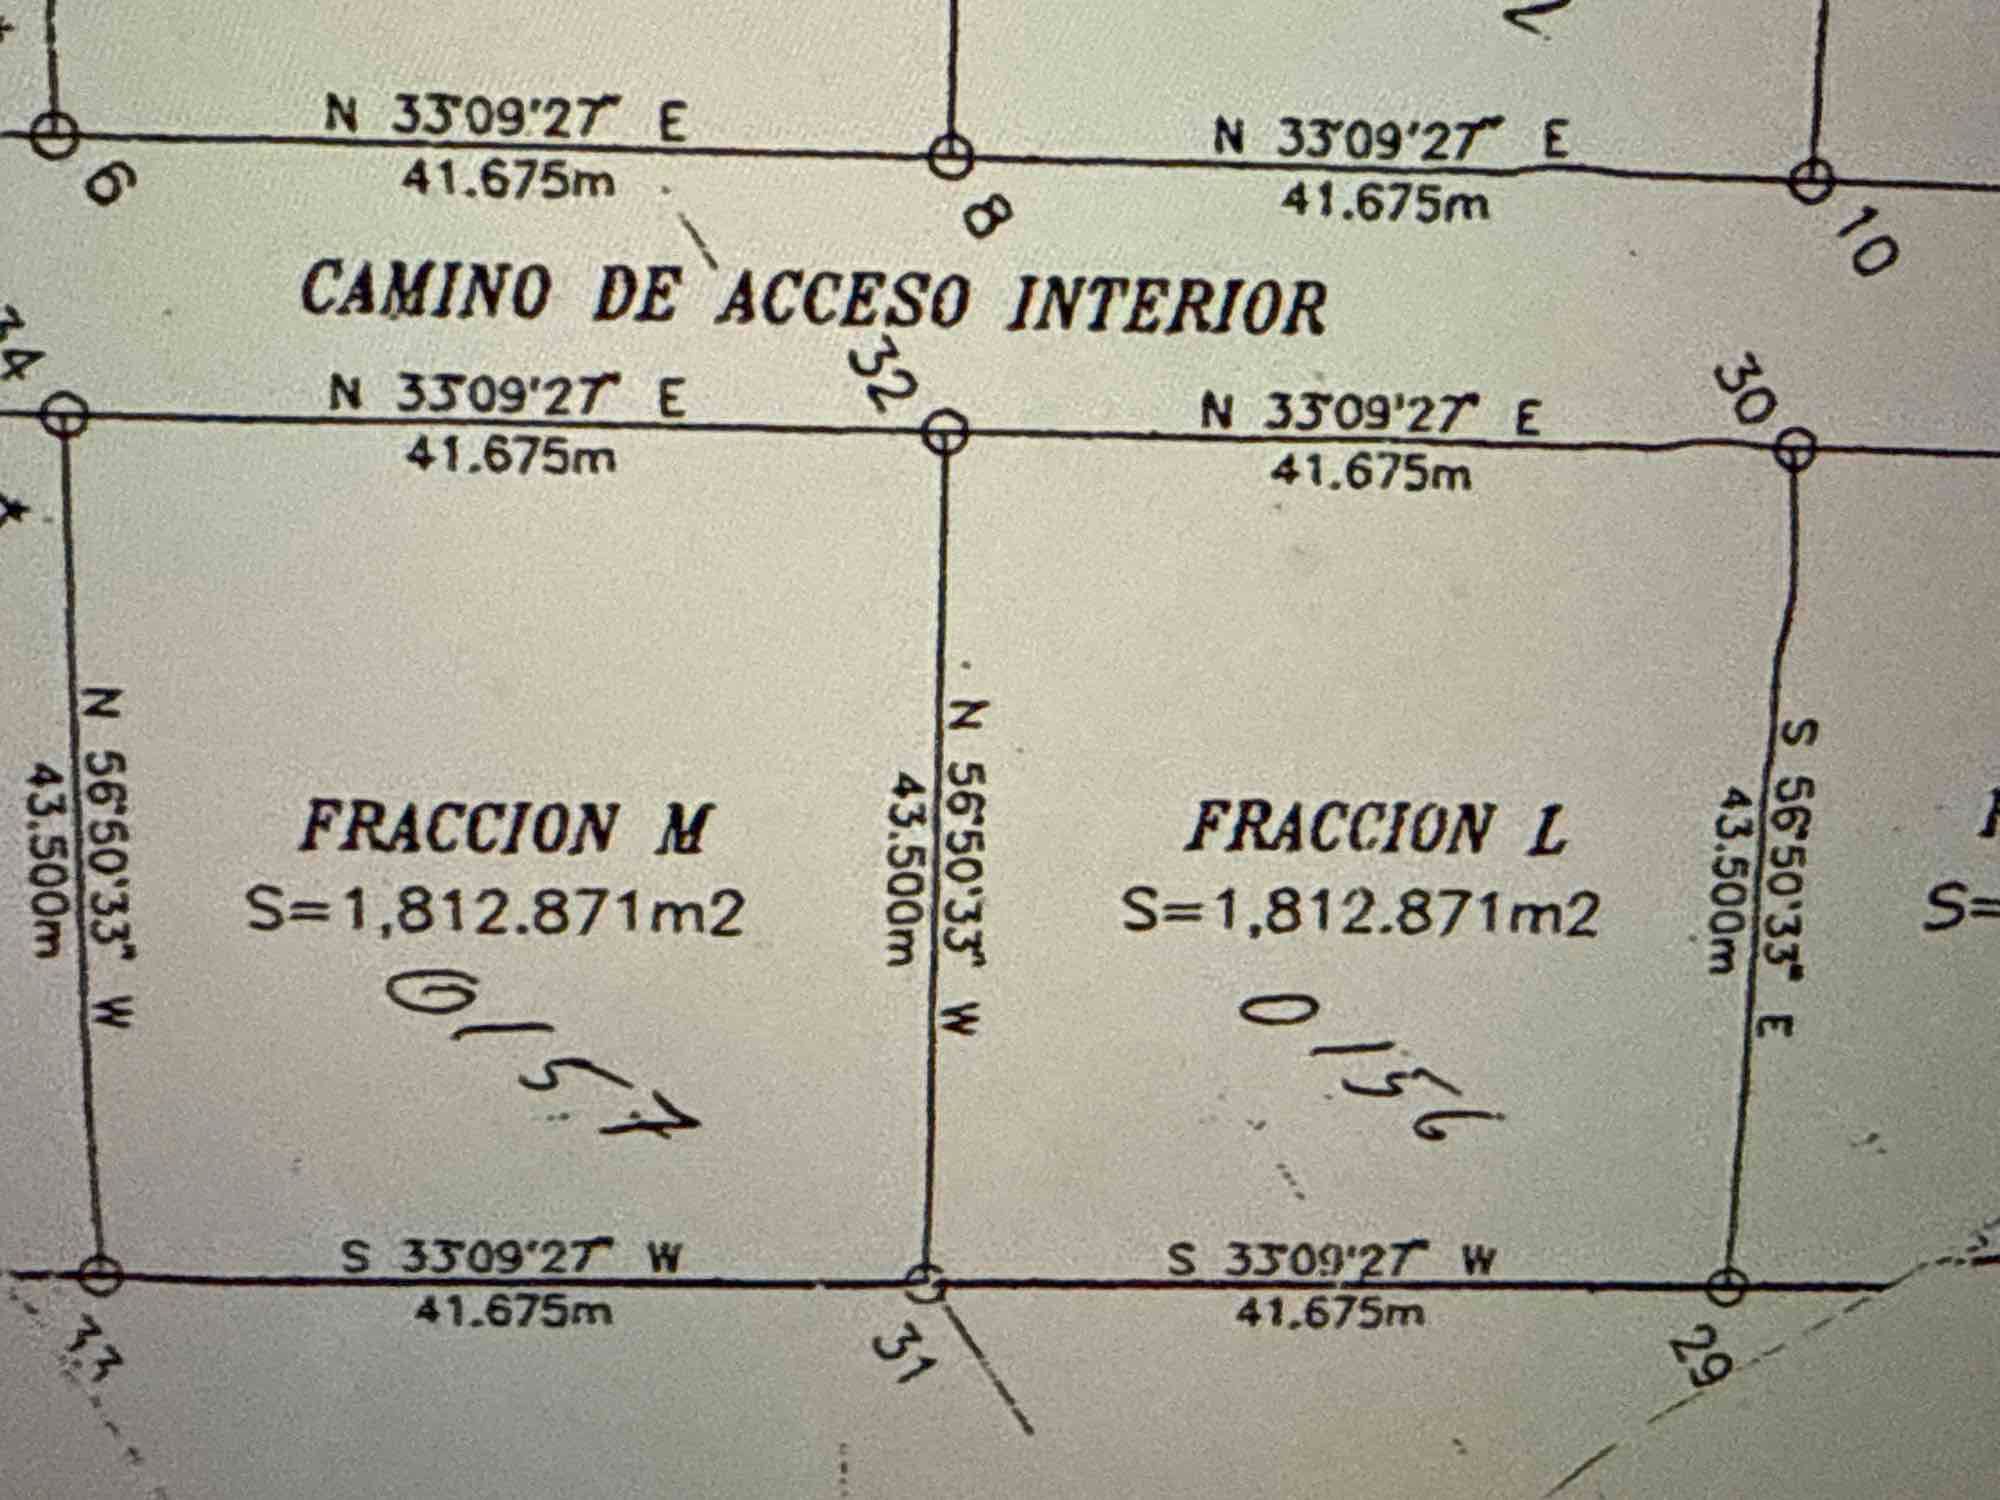 N 33°09'27" E
41.675m
6
8
N 33°09'27" E
41.675m
10
CAMINO DE ACCESO INTERIOR
34
N 33°09'27" E
41.675m
32
N 33°09'27" E
41.675m
30
N 56°50'33" W
43.500m
N 56°50'33" W
43.500m
S 56°50'33" E
43.500m
FRACCION M
S=1,812.871m2
0157
FRACCION L
S=1,812.871m2
0156
S=
S 33°09'27" W
41.675m
S 33°09'27" W
41.675m
33
31
29